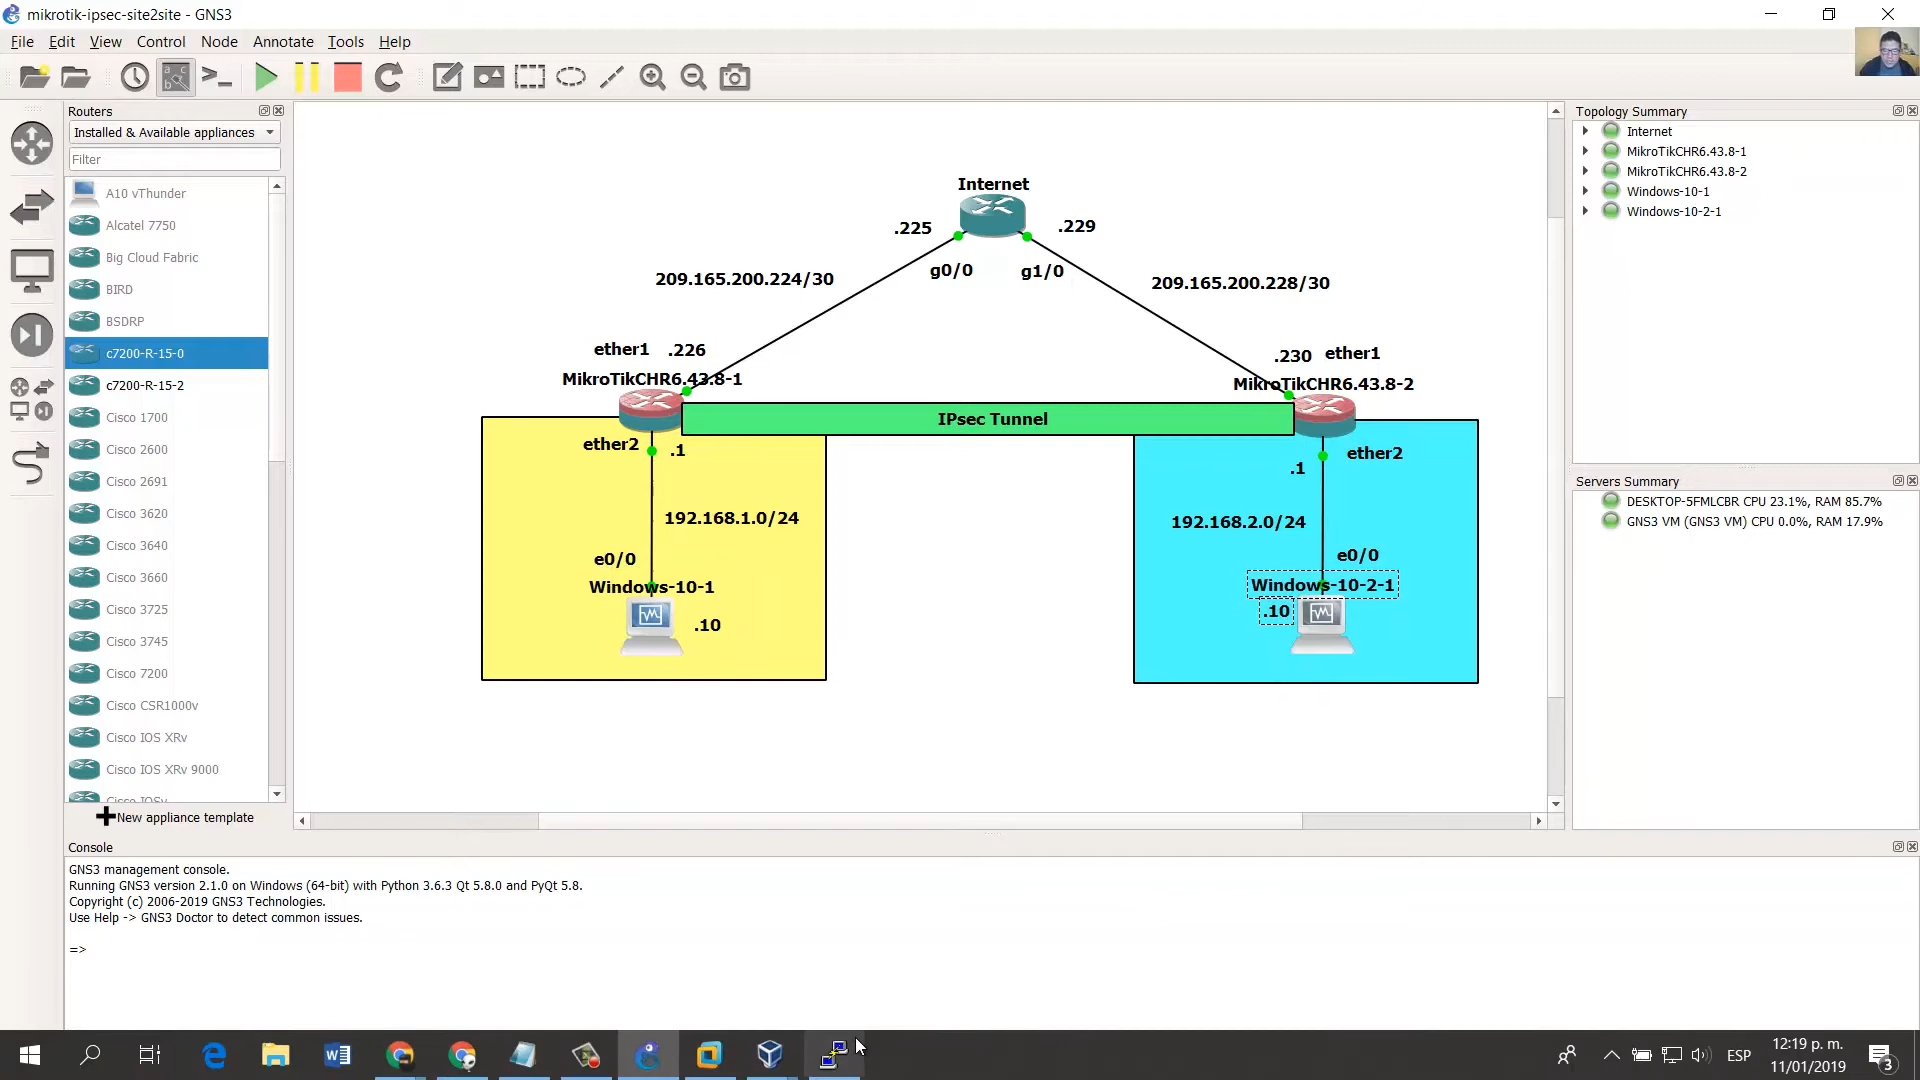 mikrotik-ipsec-site2site - GNS3
File Edit View Control Node Annotate Tools Help
Routers
Installed & Available appliances
Filter
A10 vThunder
Alcatel 7750
Big Cloud Fabric
BIRD
BSDRP
c7200-R-15-0
c7200-R-15-2
Cisco 1700
Cisco 2600
Cisco 2691
Cisco 3620
Cisco 3640
Cisco 3660
Cisco 3725
Cisco 3745
Cisco 7200
Cisco CSR1000v
Cisco IOS XRv
Cisco IOS XRv 9000
Cisco IOSv
New appliance template
Internet
.225 .229
g0/0 g1/0
209.165.200.224/30 209.165.200.228/30
ether1 .226 .230 ether1
MikroTikCHR6.43.8-1 MikroTikCHR6.43.8-2
IPsec Tunnel
ether2 .1 .1 ether2
192.168.1.0/24 192.168.2.0/24
e0/0 e0/0
Windows-10-1 Windows-10-2-1
.10 .10
Topology Summary
Internet
MikroTikCHR6.43.8-1
MikroTikCHR6.43.8-2
Windows-10-1
Windows-10-2-1
Servers Summary
DESKTOP-5FMLCBR CPU 23.1%, RAM 85.7%
GNS3 VM (GNS3 VM) CPU 0.0%, RAM 17.9%
Console
GNS3 management console.
Running GNS3 version 2.1.0 on Windows (64-bit) with Python 3.6.3 Qt 5.8.0 and PyQt 5.8.
Copyright (c) 2006-2019 GNS3 Technologies.
Use Help -> GNS3 Doctor to detect common issues.
=>
ESP
12:19 p. m.
11/01/2019
3